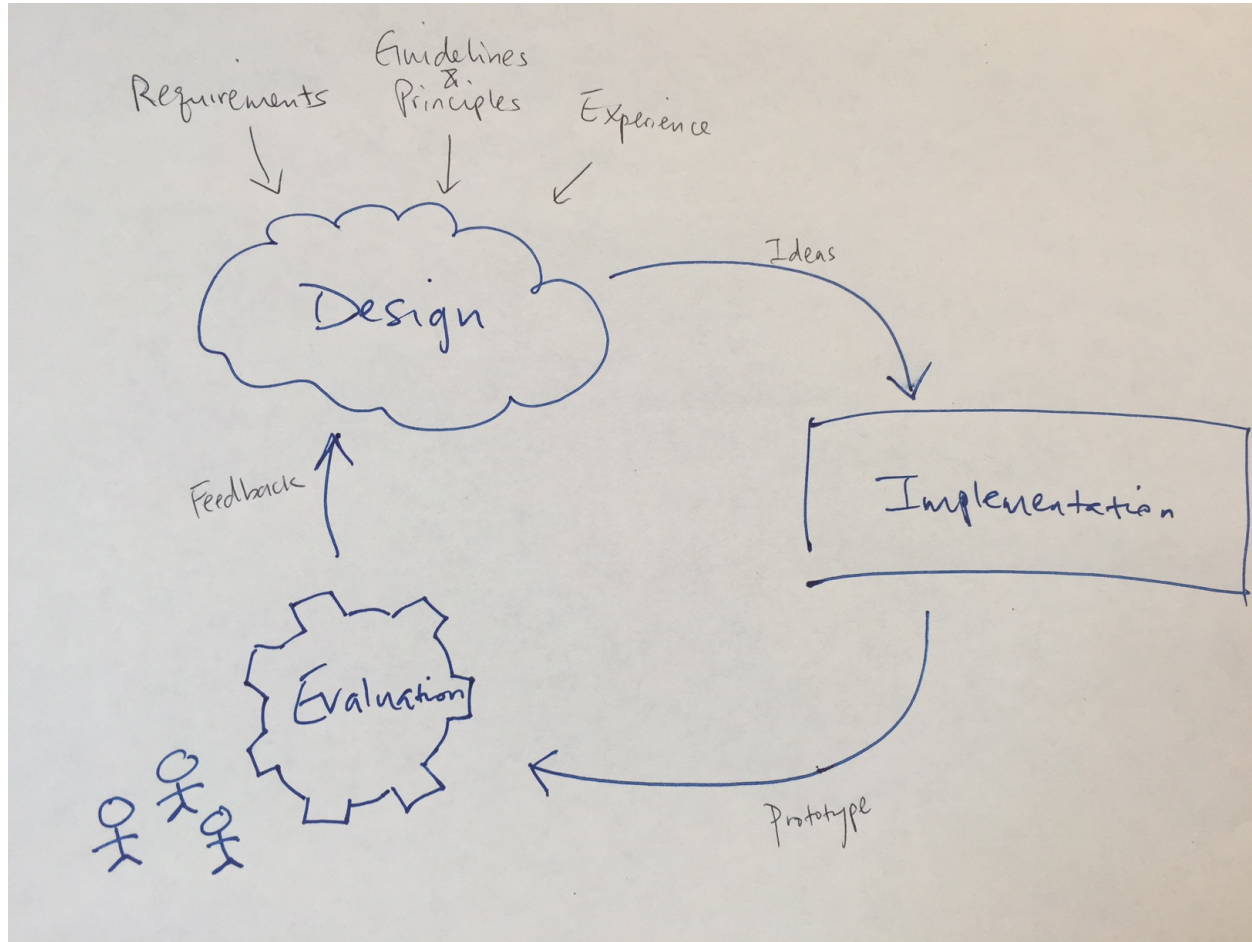 Guidelines
&
Principles
Requirements
Experience
Design
Ideas
Implementation
Feedback
Evaluation
Prototype